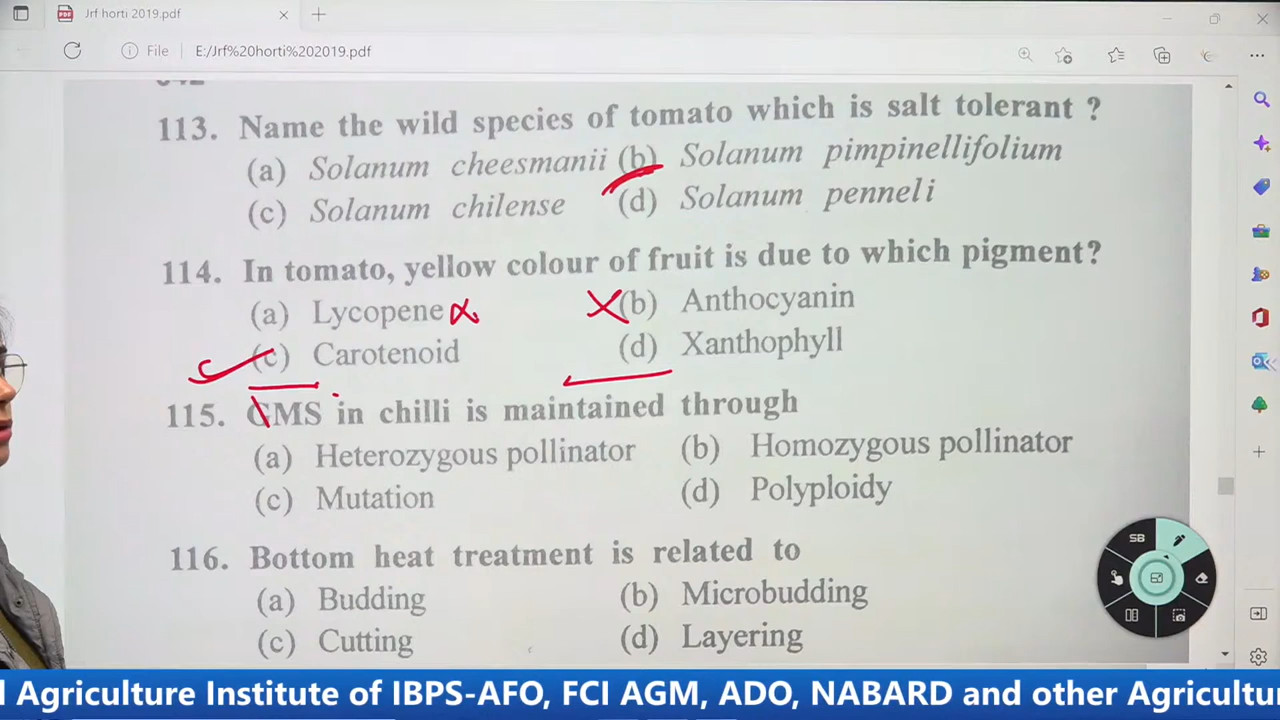 Jrf horti 2019.pdf
File E:/Jrf%20horti%202019.pdf
113. Name the wild species of tomato which is salt tolerant ?
(a) Solanum cheesmanii (b) Solanum pimpinellifolium
(c) Solanum chilense (d) Solanum penneli
114. In tomato, yellow colour of fruit is due to which pigment?
(a) Lycopene (b) Anthocyanin
(c) Carotenoid (d) Xanthophyll
115. GMS in chilli is maintained through
(a) Heterozygous pollinator (b) Homozygous pollinator
(c) Mutation (d) Polyploidy
SB
116. Bottom heat treatment is related to
(a) Budding (b) Microbudding
(c) Cutting (d) Layering
Agriculture Institute of IBPS-AFO, FCI AGM, ADO, NABARD and other